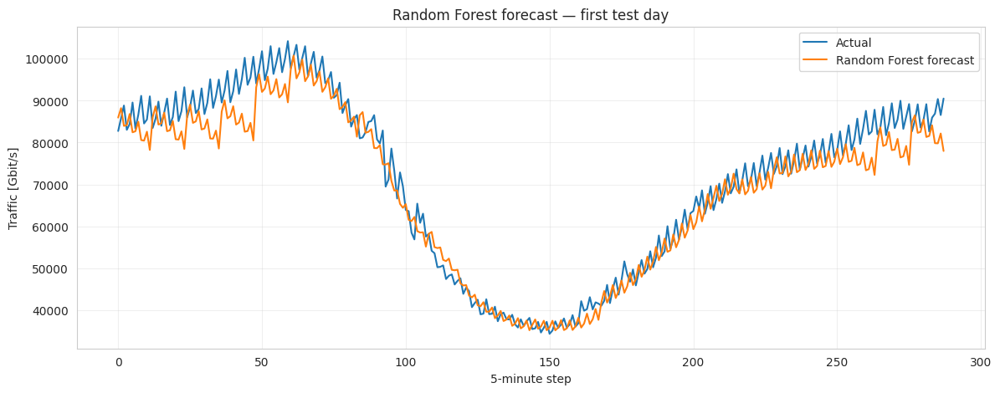 Random Forest forecast — first test day
Actual
Random Forest forecast
Traffic [Gbit/s]
100000
90000
80000
70000
60000
50000
40000
0
50
100
150
200
250
300
5-minute step